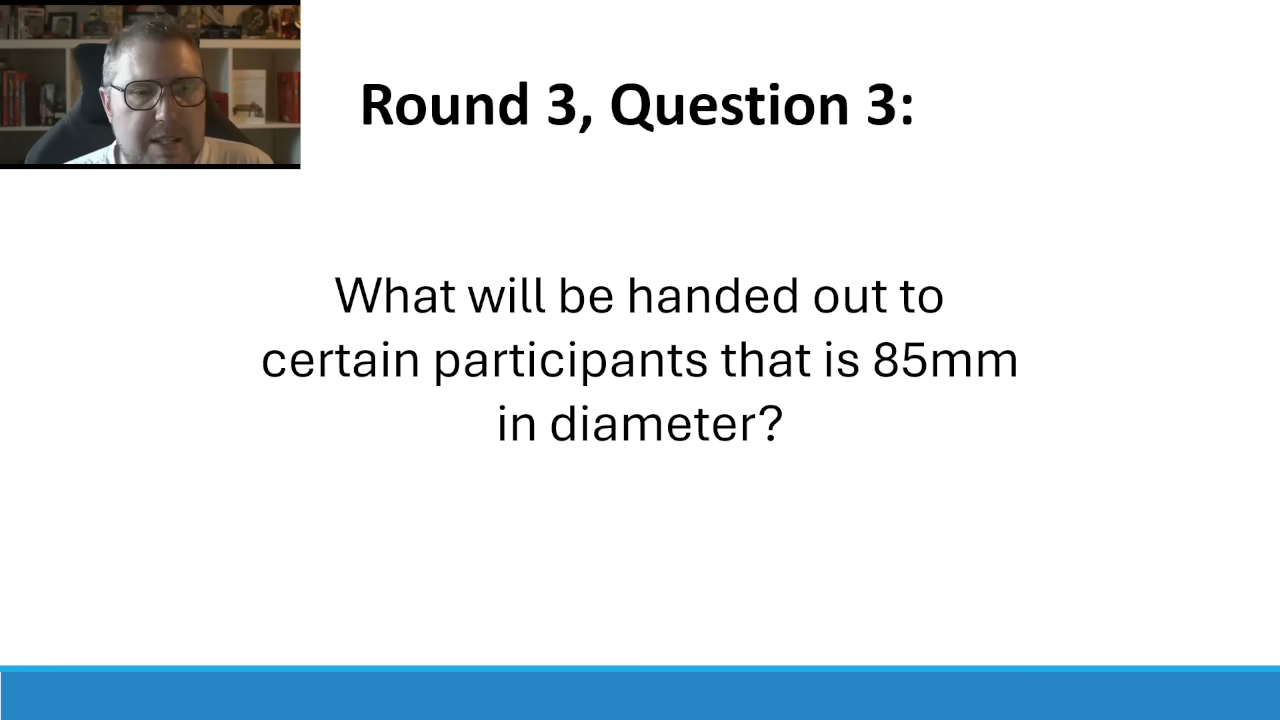 Round 3, Question 3:
What will be handed out to
certain participants that is 85mm
in diameter?